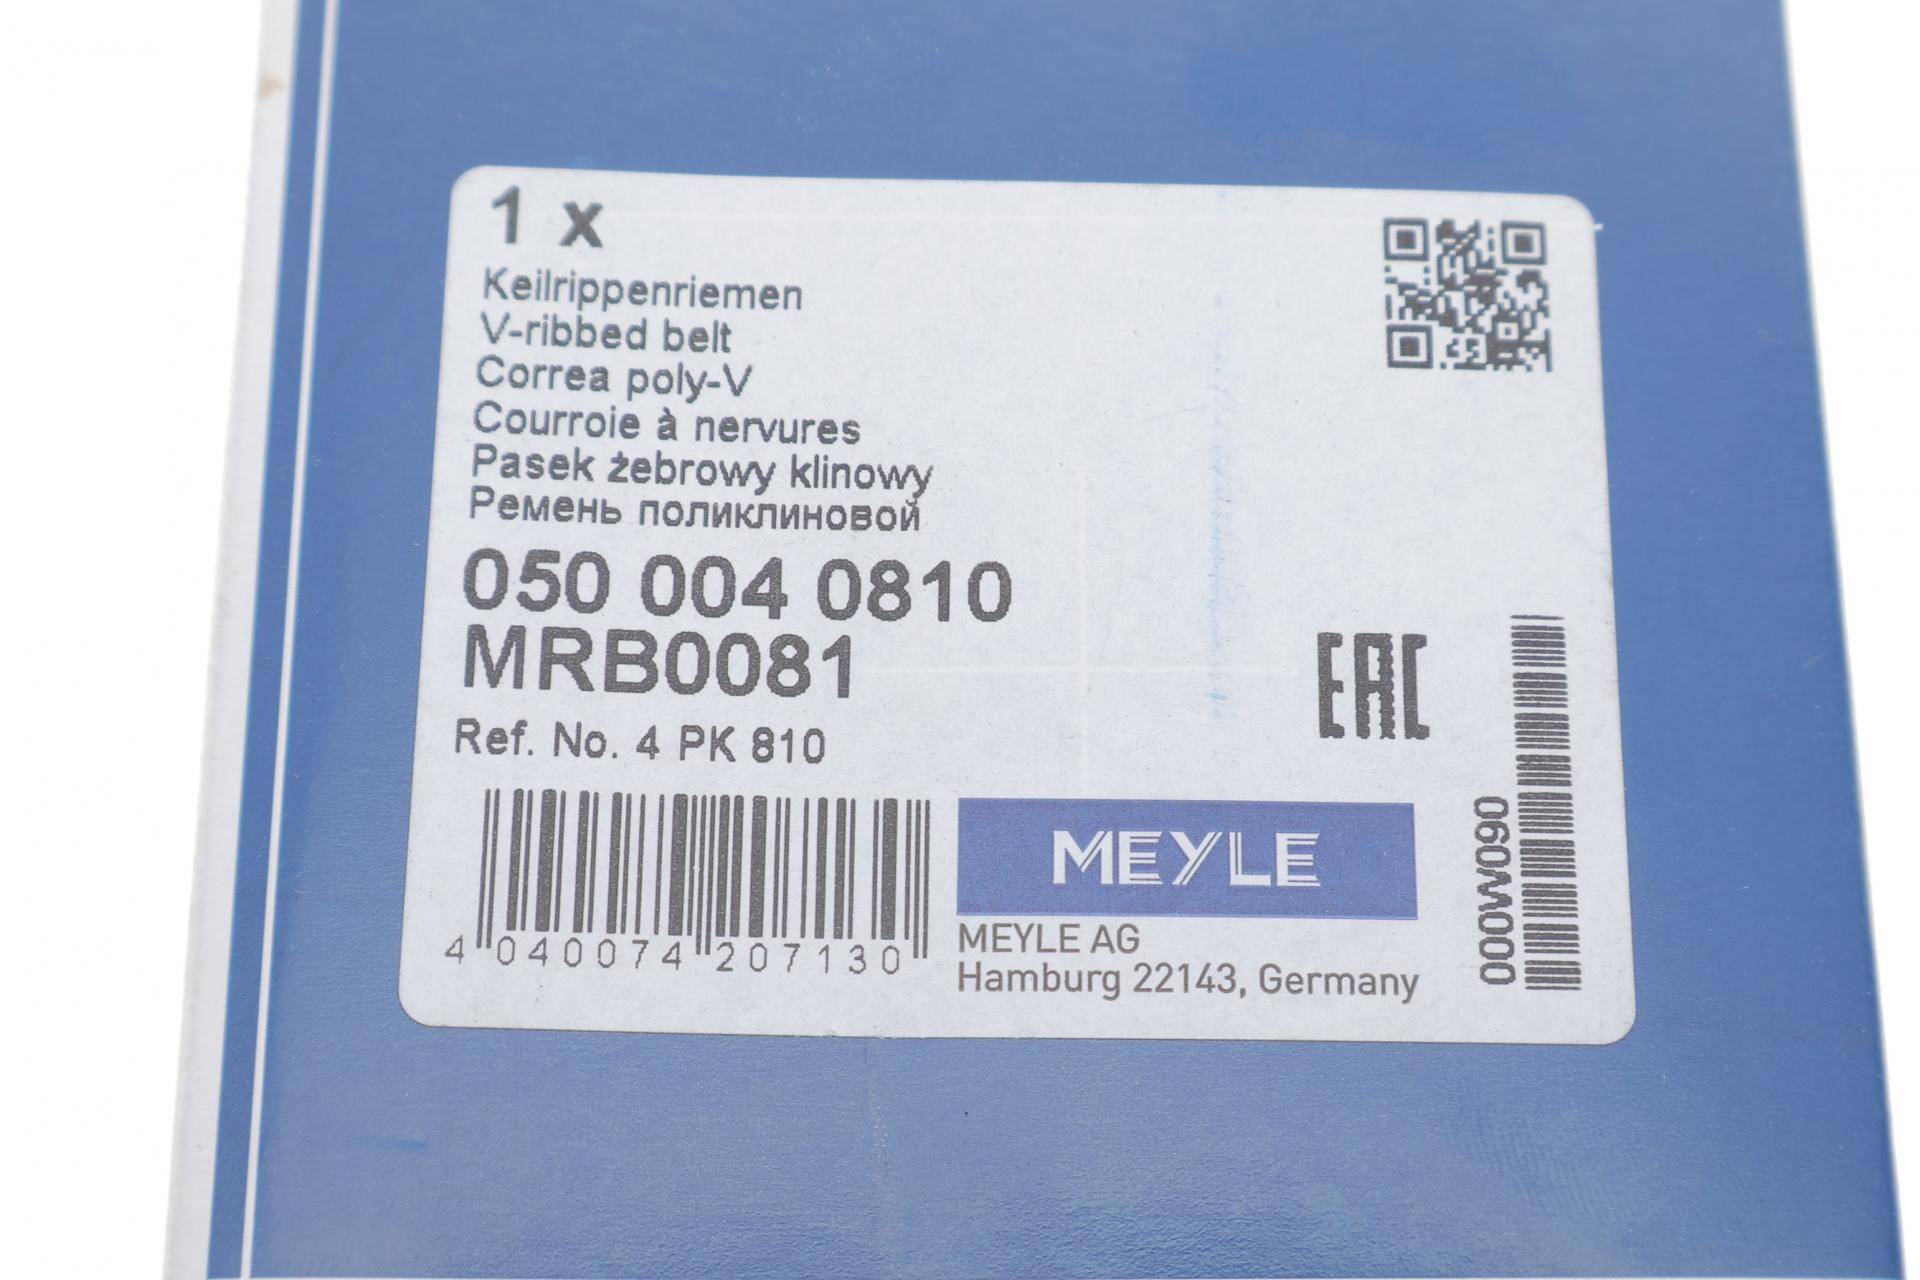 1 x
Keilrippenriemen
V-ribbed belt
Correa poly-V
Courroie à nervures
Pasek żebrowy klinowy
Ремень поликлиновой
050 004 0810
MRB0081
Ref. No. 4 PK 810
EAC
4 040074 207130
MEYLE
MEYLE AG
Hamburg 22143, Germany
000W090